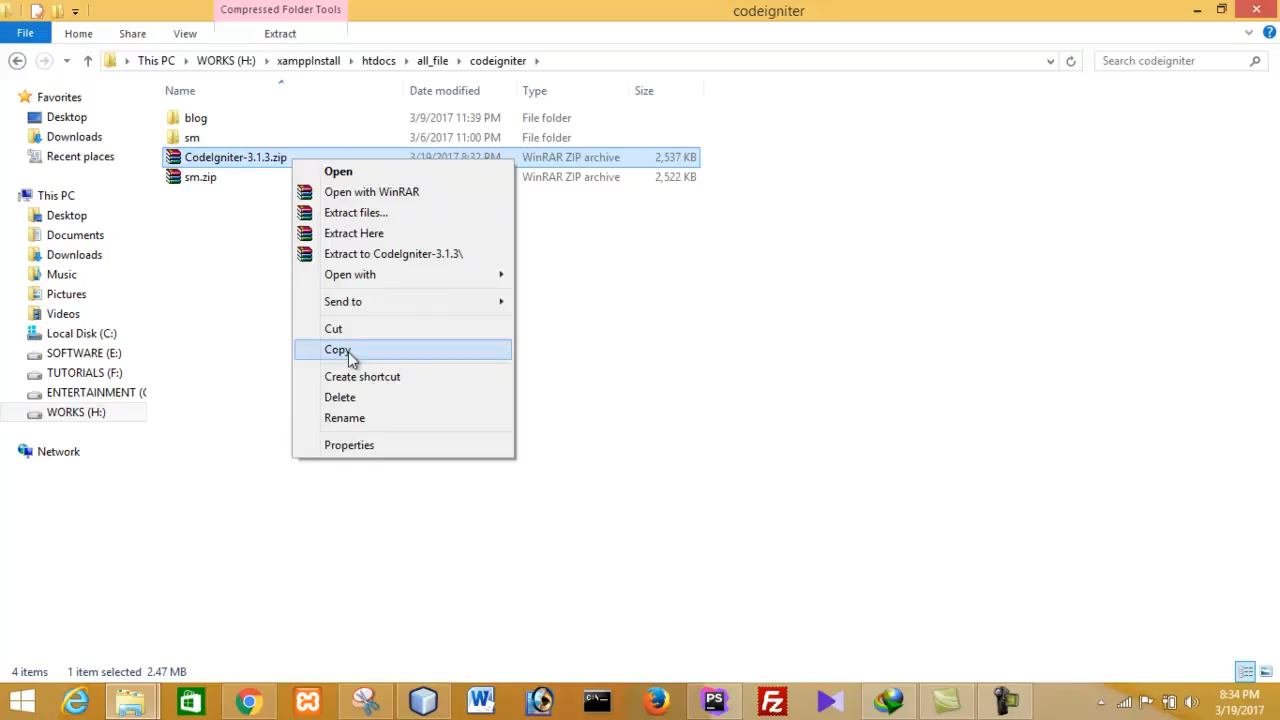 Compressed Folder Tools
codeigniter
File
Home
Share
View
Extract
This PC
WORKS (H:)
xamppInstall
htdocs
all_file
codeigniter
Search codeigniter
Name
Date modified
Type
Size
Favorites
Desktop
Downloads
Recent places
This PC
Desktop
Documents
Downloads
Music
Pictures
Videos
Local Disk (C:)
SOFTWARE (E:)
TUTORIALS (F:)
ENTERTAINMENT (
WORKS (H:)
Network
blog 3/9/2017 11:39 PM File folder
sm 3/6/2017 11:00 PM File folder
CodeIgniter-3.1.3.zip 3/19/2017 8:32 PM WinRAR ZIP archive 2,537 KB
sm.zip WinRAR ZIP archive 2,522 KB
Open
Open with WinRAR
Extract files...
Extract Here
Extract to CodeIgniter-3.1.3\
Open with
Send to
Cut
Copy
Create shortcut
Delete
Rename
Properties
4 items 1 item selected 2.47 MB
PS
Fz
8:34 PM
3/19/2017